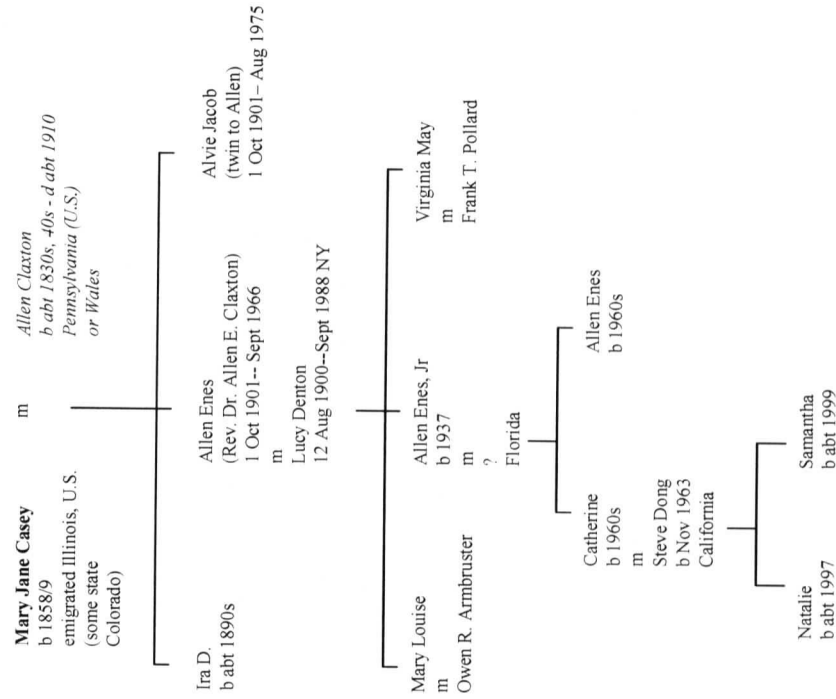 Mary Jane Casey
b 1858/9
emigrated Illinois, U.S.
(some state
Colorado)
m
Allen Claxton
b abt 1830s, 40s - d abt 1910
Pennsylvania (U.S.)
or Wales
Ira D.
b abt 1890s
Allen Enes
(Rev. Dr. Allen E. Claxton)
1 Oct 1901-- Sept 1966
m
Lucy Denton
12 Aug 1900--Sept 1988 NY
Alvie Jacob
(twin to Allen)
1 Oct 1901– Aug 1975
Mary Louise
m
Owen R. Armbruster
Allen Enes, Jr
b 1937
m
?
Florida
Virginia May
m
Frank T. Pollard
Catherine
b 1960s
m
Steve Dong
b Nov 1963
California
Allen Enes
b 1960s
Natalie
b abt 1997
Samantha
b abt 1999